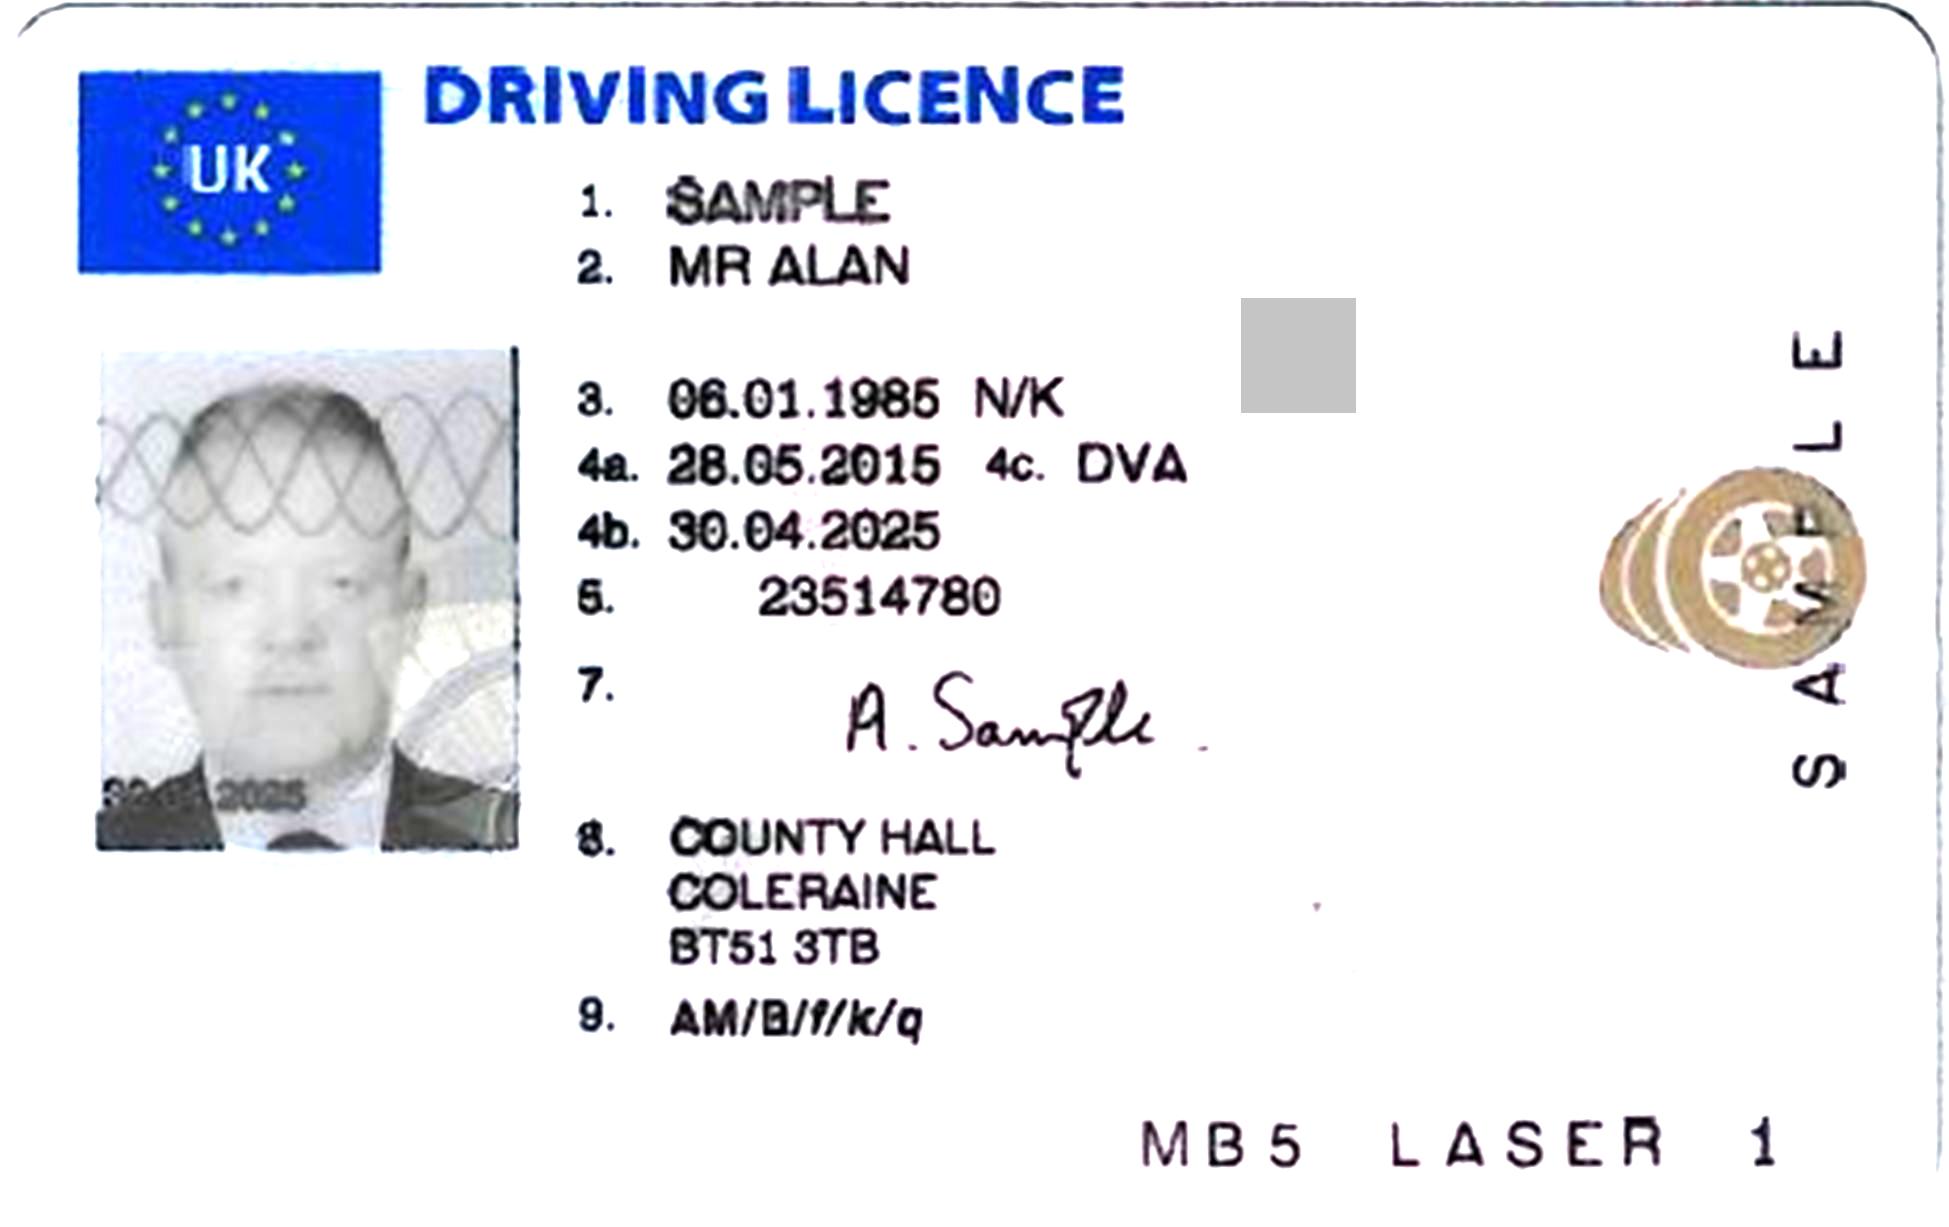 DRIVING LICENCE
UK
1. SAMPLE
2. MR ALAN
3. 06.01.1985 N/K
4a. 28.05.2015 4c. DVA
4b. 30.04.2025
5. 23514780
7. A. Sample
8. COUNTY HALL
COLERAINE
BT51 3TB
9. AM/B/f/k/q
2025
SAMPLE
MB5 LASER 1